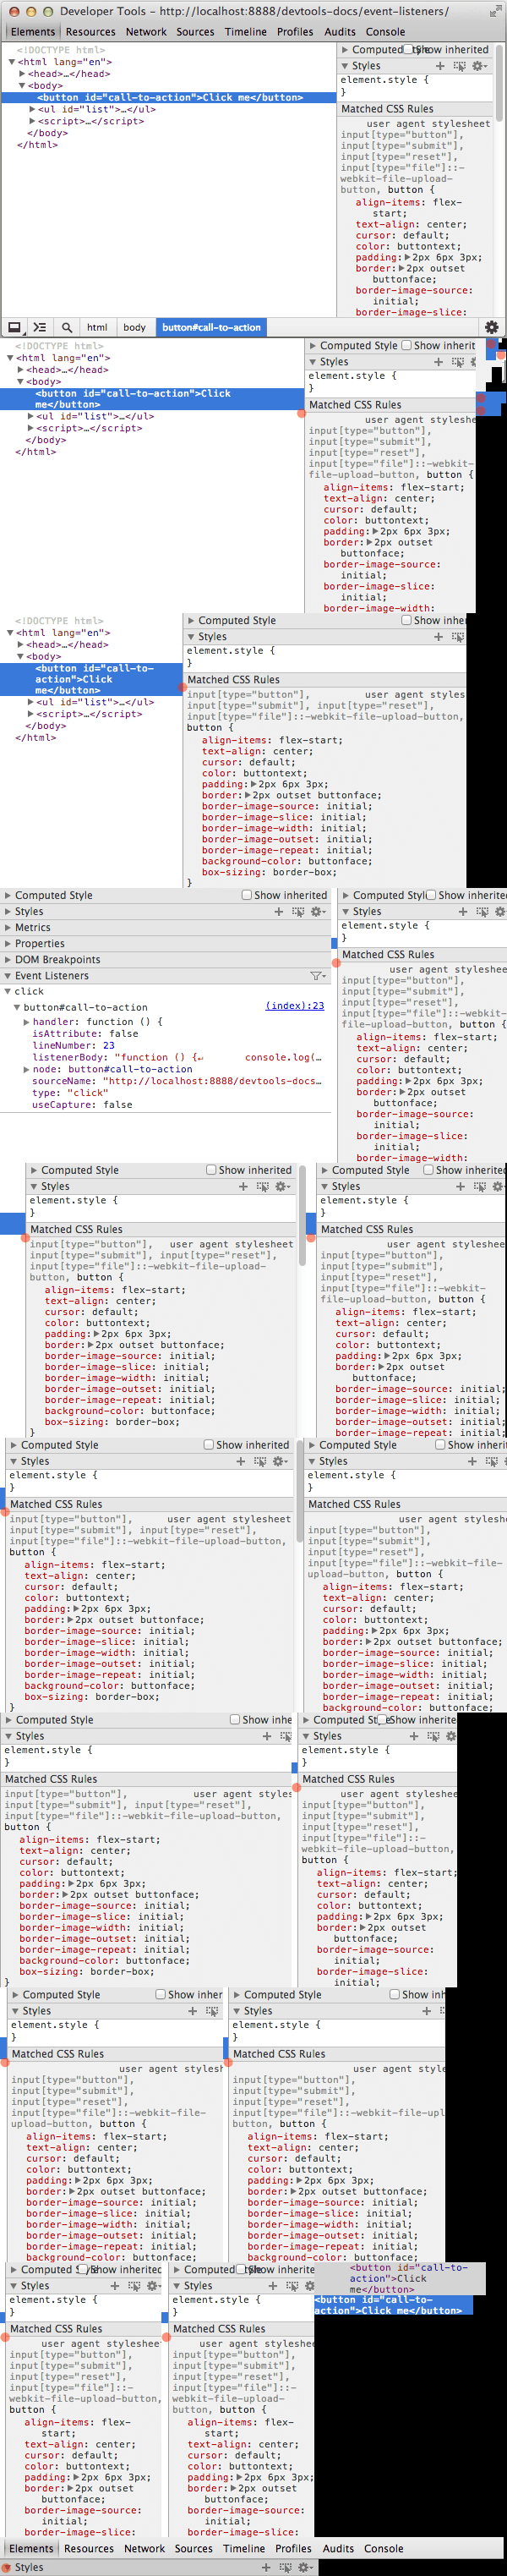 Developer Tools - http://localhost:8888/devtools-docs/event-listeners/
Elements Resources Network Sources Timeline Profiles Audits Console
<!DOCTYPE html>
▼<html lang="en">
▶<head>…</head>
▼<body>
<button id="call-to-action">Click me</button>
▶<ul id="list">…</ul>
▶<script>…</script>
</body>
</html>
▶ Computed Style Show inherited
▼ Styles
element.style {
}
Matched CSS Rules
user agent stylesheet
input[type="button"],
input[type="submit"],
input[type="reset"],
input[type="file"]::-
webkit-file-upload-
button, button {
align-items: flex-
start;
text-align: center;
cursor: default;
color: buttontext;
padding:▶2px 6px 3px;
border:▶2px outset
buttonface;
border-image-source:
initial;
border-image-slice:
html body button#call-to-action
<!DOCTYPE html>
▼<html lang="en">
▶<head>…</head>
▼<body>
<button id="call-to-action">Click
me</button>
▶<ul id="list">…</ul>
▶<script>…</script>
</body>
</html>
▶ Computed Style Show inherit
▼ Styles
element.style {
}
Matched CSS Rules
user agent styleshe
input[type="button"],
input[type="submit"],
input[type="reset"],
input[type="file"]::-webkit-
file-upload-button, button {
align-items: flex-start;
text-align: center;
cursor: default;
color: buttontext;
padding:▶2px 6px 3px;
border:▶2px outset
buttonface;
border-image-source:
initial;
border-image-slice:
initial;
border-image-width:
<!DOCTYPE html>
▼<html lang="en">
▶<head>…</head>
▼<body>
<button id="call-to-
action">Click
me</button>
▶<ul id="list">…</ul>
▶<script>…</script>
</body>
</html>
▶ Computed Style Show
▼ Styles
element.style {
}
Matched CSS Rules
input[type="button"], user agent styles
input[type="submit"], input[type="reset"],
input[type="file"]::-webkit-file-upload-button,
button {
align-items: flex-start;
text-align: center;
cursor: default;
color: buttontext;
padding:▶2px 6px 3px;
border:▶2px outset buttonface;
border-image-source: initial;
border-image-slice: initial;
border-image-width: initial;
border-image-outset: initial;
border-image-repeat: initial;
background-color: buttonface;
box-sizing: border-box;
}
▶ Computed Style Show inherited
▶ Styles
▶ Metrics
▶ Properties
▶ DOM Breakpoints
▼ Event Listeners
▼ click
▼ button#call-to-action (index):23
▶ handler: function () {
isAttribute: false
lineNumber: 23
listenerBody: "function () {↵ console.log(…
▶ node: button#call-to-action
sourceName: "http://localhost:8888/devtools-docs…
type: "click"
useCapture: false
▶ Computed Style Show inherited
▼ Styles
element.style {
}
Matched CSS Rules
user agent stylesheet
input[type="button"],
input[type="submit"],
input[type="reset"],
input[type="file"]::-webkit-
file-upload-button, button {
align-items: flex-start;
text-align: center;
cursor: default;
color: buttontext;
padding:▶2px 6px 3px;
border:▶2px outset
buttonface;
border-image-source:
initial;
border-image-slice:
initial;
border-image-width:
▶ Computed Style Show inherited
▼ Styles
element.style {
}
Matched CSS Rules
input[type="button"], user agent stylesheet
input[type="submit"], input[type="reset"],
input[type="file"]::-webkit-file-upload-
button, button {
align-items: flex-start;
text-align: center;
cursor: default;
color: buttontext;
padding:▶2px 6px 3px;
border:▶2px outset buttonface;
border-image-source: initial;
border-image-slice: initial;
border-image-width: initial;
border-image-outset: initial;
border-image-repeat: initial;
background-color: buttonface;
box-sizing: border-box;
}
▶ Computed Style Show inherited
▼ Styles
element.style {
}
Matched CSS Rules
user agent stylesheet
input[type="button"],
input[type="submit"],
input[type="reset"],
input[type="file"]::-webkit-
file-upload-button, button {
align-items: flex-start;
text-align: center;
cursor: default;
color: buttontext;
padding:▶2px 6px 3px;
border:▶2px outset
buttonface;
border-image-source: initial;
border-image-slice: initial;
border-image-width: initial;
border-image-outset: initial;
border-image-repeat: initial;
▶ Computed Style Show inherited
▼ Styles
element.style {
}
Matched CSS Rules
input[type="button"], user agent stylesheet
input[type="submit"], input[type="reset"],
input[type="file"]::-webkit-file-upload-button,
button {
align-items: flex-start;
text-align: center;
cursor: default;
color: buttontext;
padding:▶2px 6px 3px;
border:▶2px outset buttonface;
border-image-source: initial;
border-image-slice: initial;
border-image-width: initial;
border-image-outset: initial;
border-image-repeat: initial;
background-color: buttonface;
box-sizing: border-box;
}
▶ Computed Style Show inherited
▼ Styles
element.style {
}
Matched CSS Rules
user agent stylesheet
input[type="button"],
input[type="submit"],
input[type="reset"],
input[type="file"]::-webkit-file-
upload-button, button {
align-items: flex-start;
text-align: center;
cursor: default;
color: buttontext;
padding:▶2px 6px 3px;
border:▶2px outset buttonface;
border-image-source: initial;
border-image-slice: initial;
border-image-width: initial;
border-image-outset: initial;
border-image-repeat: initial;
background-color: buttonface;
▶ Computed Style Show inhe
▼ Styles
element.style {
}
Matched CSS Rules
input[type="button"], user agent styles
input[type="submit"], input[type="reset"],
input[type="file"]::-webkit-file-upload-button,
button {
align-items: flex-start;
text-align: center;
cursor: default;
color: buttontext;
padding:▶2px 6px 3px;
border:▶2px outset buttonface;
border-image-source: initial;
border-image-slice: initial;
border-image-width: initial;
border-image-outset: initial;
border-image-repeat: initial;
background-color: buttonface;
box-sizing: border-box;
}
▶ Computed Style Show inherited
▼ Styles
element.style {
}
Matched CSS Rules
user agent stylesheet
input[type="button"],
input[type="submit"],
input[type="reset"],
input[type="file"]::-
webkit-file-upload-button,
button {
align-items: flex-start;
text-align: center;
cursor: default;
color: buttontext;
padding:▶2px 6px 3px;
border:▶2px outset
buttonface;
border-image-source:
initial;
border-image-slice:
initial;
▶ Computed Style Show inher
▼ Styles
element.style {
}
Matched CSS Rules
user agent stylesh
input[type="button"],
input[type="submit"],
input[type="reset"],
input[type="file"]::-webkit-file-
upload-button, button {
align-items: flex-start;
text-align: center;
cursor: default;
color: buttontext;
padding:▶2px 6px 3px;
border:▶2px outset buttonface;
border-image-source: initial;
border-image-slice: initial;
border-image-width: initial;
border-image-outset: initial;
border-image-repeat: initial;
background-color: buttonface;
▶ Computed Style Show inh
▼ Styles
element.style {
}
Matched CSS Rules
user agent styles
input[type="button"],
input[type="submit"],
input[type="reset"],
input[type="file"]::-webkit-file-upl
button, button {
align-items: flex-start;
text-align: center;
cursor: default;
color: buttontext;
padding:▶2px 6px 3px;
border:▶2px outset buttonface;
border-image-source: initial;
border-image-slice: initial;
border-image-width: initial;
border-image-outset: initial;
border-image-repeat: initial;
background-color: buttonface;
▶ Computed Style Show inherited
▼ Styles
element.style {
}
Matched CSS Rules
user agent styleshee
input[type="button"],
input[type="submit"],
input[type="reset"],
input[type="file"]::-
webkit-file-upload-button,
button {
align-items: flex-
start;
text-align: center;
cursor: default;
color: buttontext;
padding:▶2px 6px 3px;
border:▶2px outset
buttonface;
border-image-source:
initial;
border-image-slice:
▶ Computed Style Show inherited
▼ Styles
element.style {
}
Matched CSS Rules
user agent stylesheet
input[type="button"],
input[type="submit"],
input[type="reset"],
input[type="file"]::-
webkit-file-upload-
button, button {
align-items: flex-
start;
text-align: center;
cursor: default;
color: buttontext;
padding:▶2px 6px 3px;
border:▶2px outset
buttonface;
border-image-source:
initial;
border-image-slice:
<button id="call-to-
action">Click
me</button>
<button id="call-to-
action">Click me</button>
Elements Resources Network Sources Timeline Profiles Audits Console
Styles